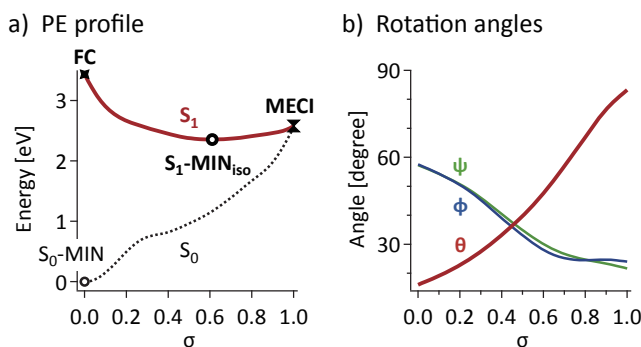 a) PE profile
FC
3
2
1
0
Energy [eV]
S₁
MECI
S₁-MINiso
S₀-MIN
S₀
0.0 0.2 0.4 0.6 0.8 1.0
σ
b) Rotation angles
90
60
30
Angle [degree]
ψ
Φ
θ
0.0 0.2 0.4 0.6 0.8 1.0
σ